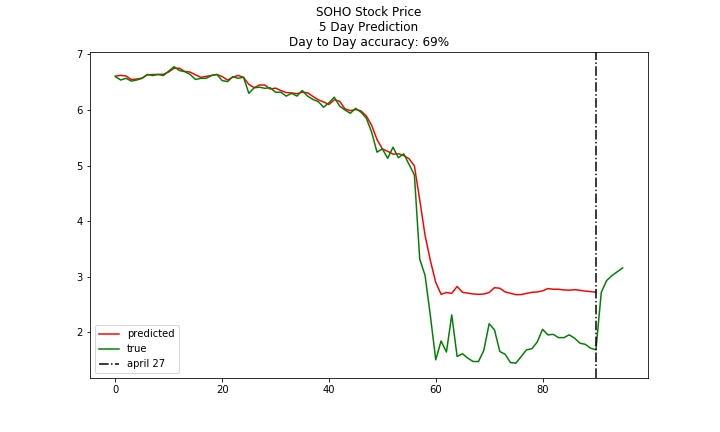 SOHO Stock Price
5 Day Prediction
Day to Day accuracy: 69%
7
6
5
4
3
2
predicted
true
april 27
0
20
40
60
80